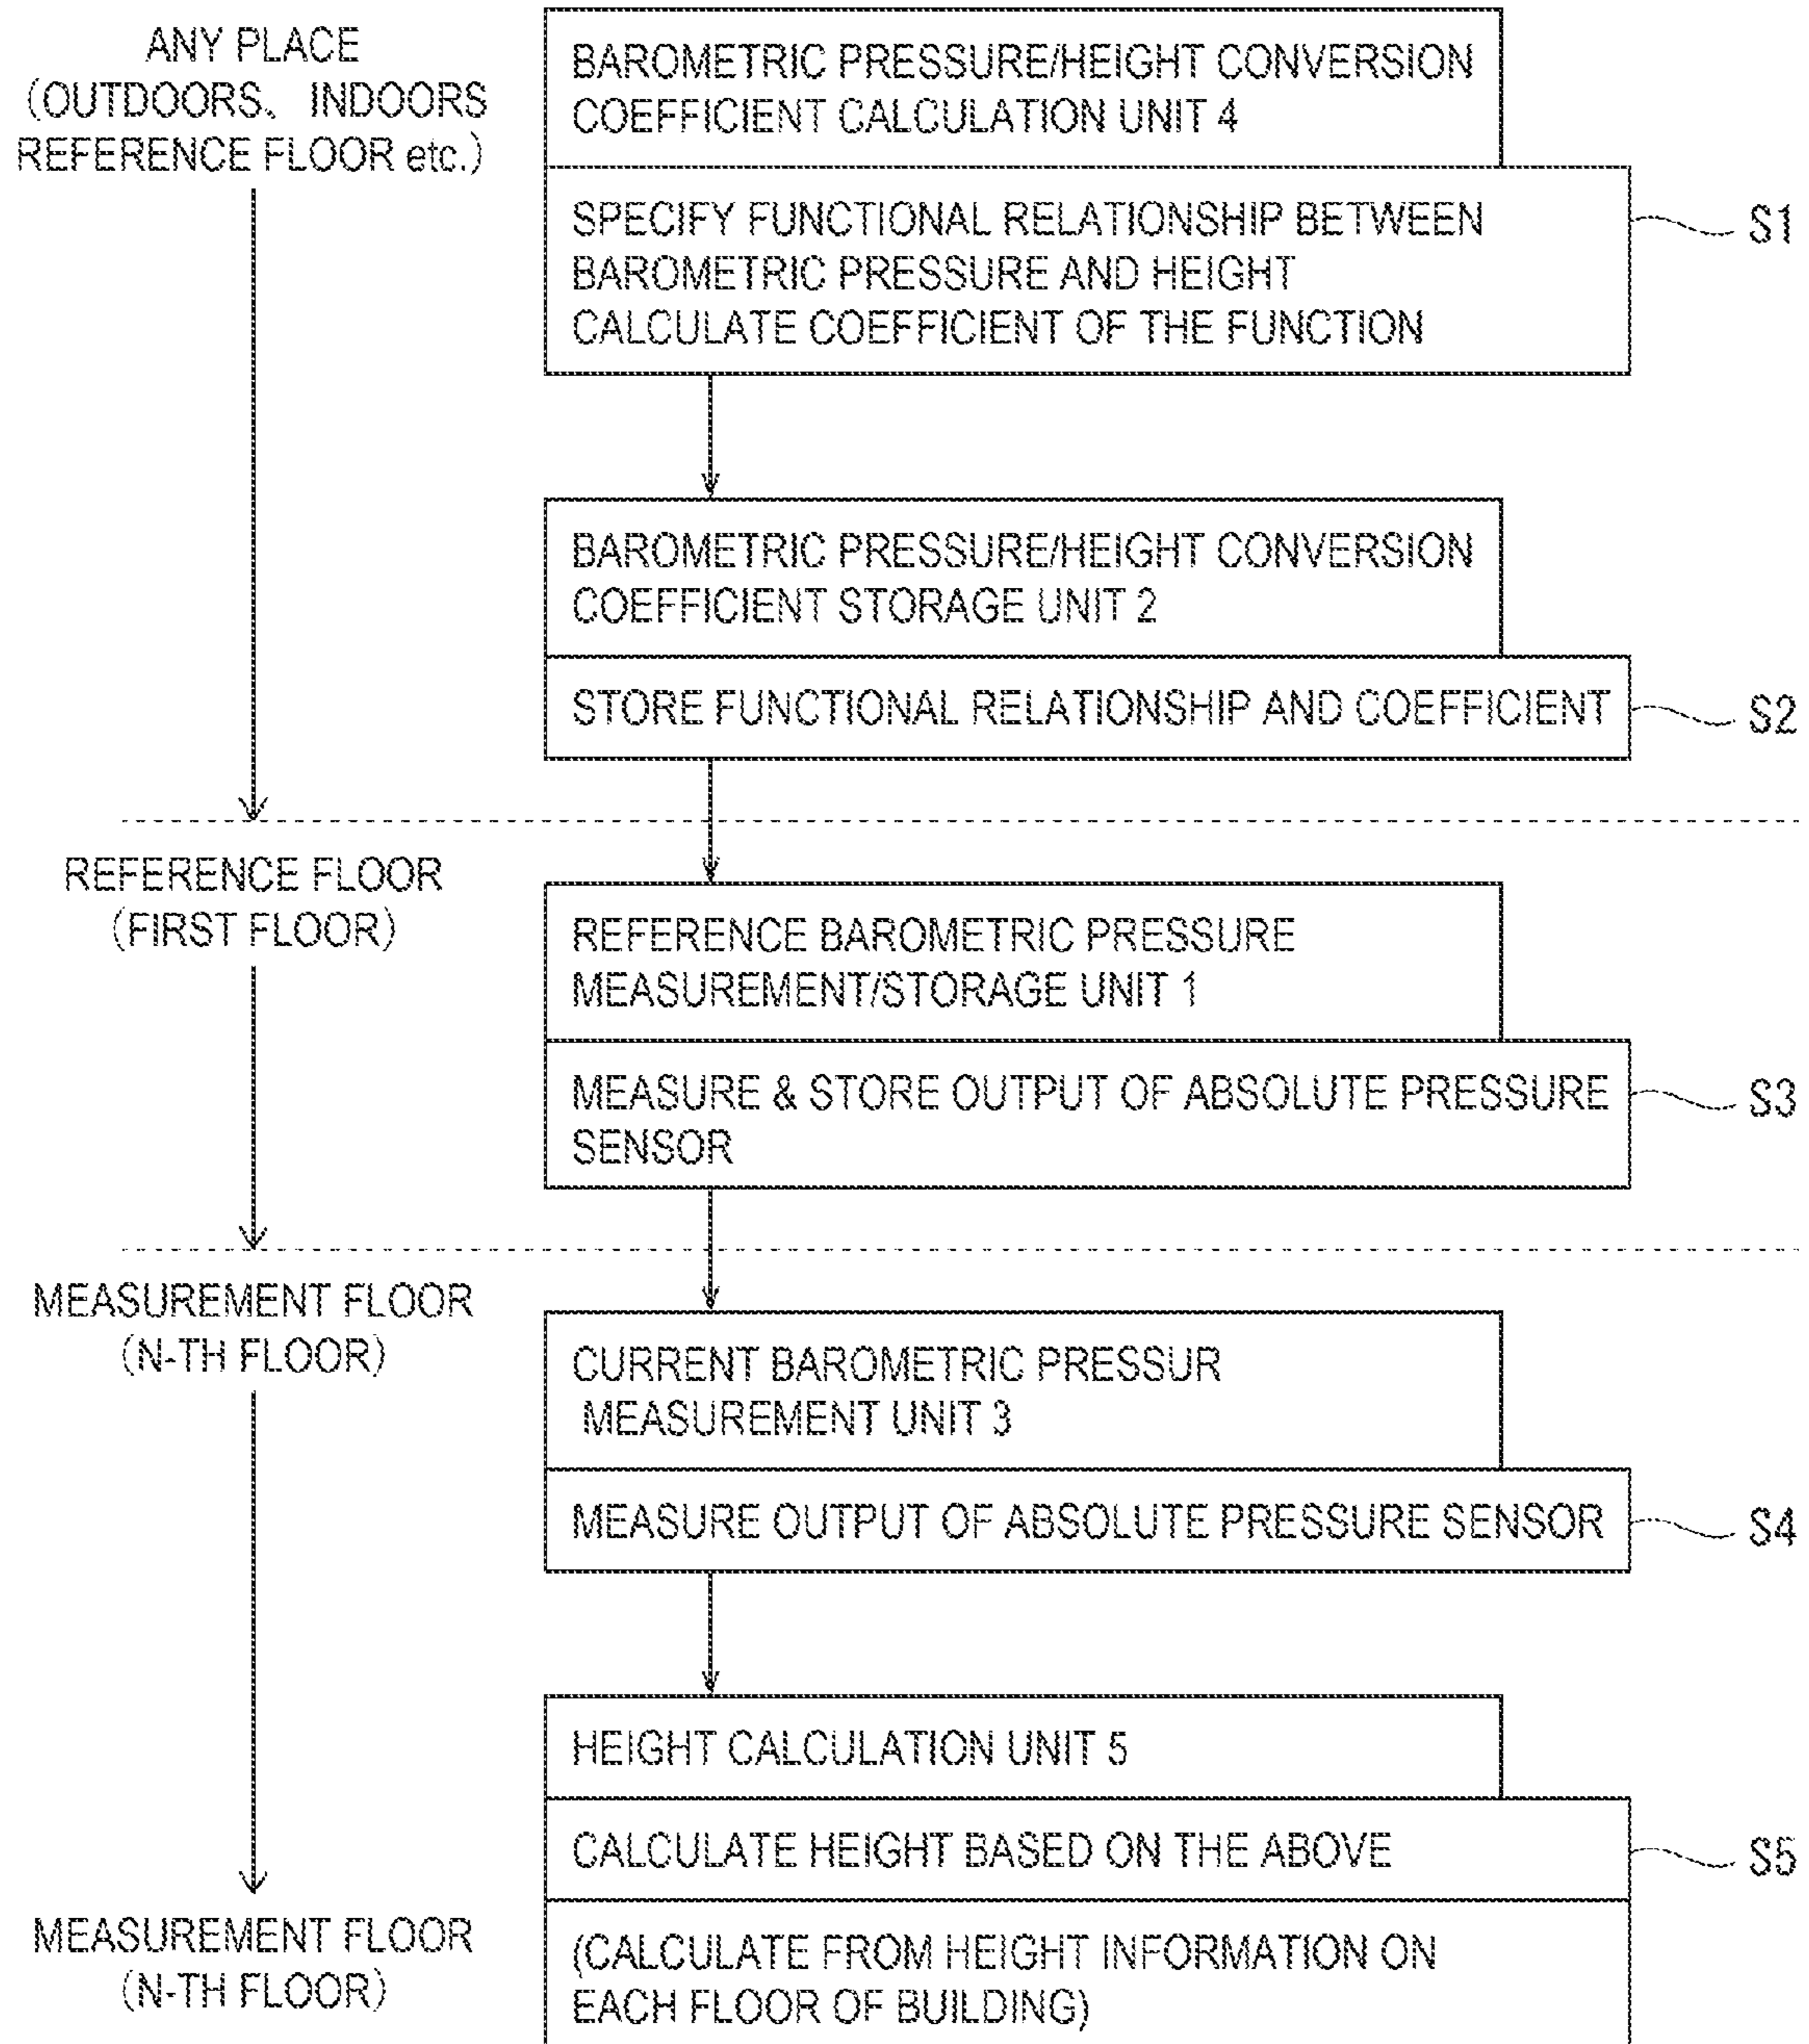 ANY PLACE
(OUTDOORS、 INDOORS
REFERENCE FLOOR etc.)
BAROMETRIC PRESSURE/HEIGHT CONVERSION
COEFFICIENT CALCULATION UNIT 4
SPECIFY FUNCTIONAL RELATIONSHIP BETWEEN
BAROMETRIC PRESSURE AND HEIGHT
CALCULATE COEFFICIENT OF THE FUNCTION
S1
BAROMETRIC PRESSURE/HEIGHT CONVERSION
COEFFICIENT STORAGE UNIT 2
STORE FUNCTIONAL RELATIONSHIP AND COEFFICIENT
S2
REFERENCE FLOOR
(FIRST FLOOR)
REFERENCE BAROMETRIC PRESSURE
MEASUREMENT/STORAGE UNIT 1
MEASURE & STORE OUTPUT OF ABSOLUTE PRESSURE
SENSOR
S3
MEASUREMENT FLOOR
(N-TH FLOOR)
CURRENT BAROMETRIC PRESSUR
MEASUREMENT UNIT 3
MEASURE OUTPUT OF ABSOLUTE PRESSURE SENSOR
S4
HEIGHT CALCULATION UNIT 5
CALCULATE HEIGHT BASED ON THE ABOVE
S5
MEASUREMENT FLOOR
(N-TH FLOOR)
(CALCULATE FROM HEIGHT INFORMATION ON
EACH FLOOR OF BUILDING)